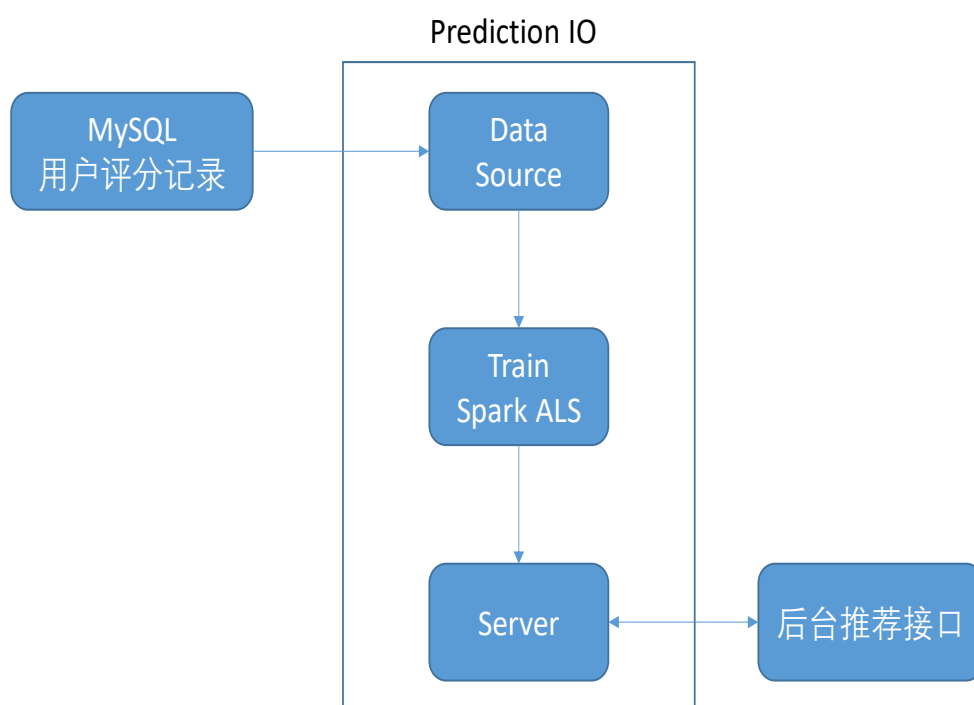 Prediction IO
MySQL
用户评分记录
Data
Source
Train
Spark ALS
Server
后台推荐接口